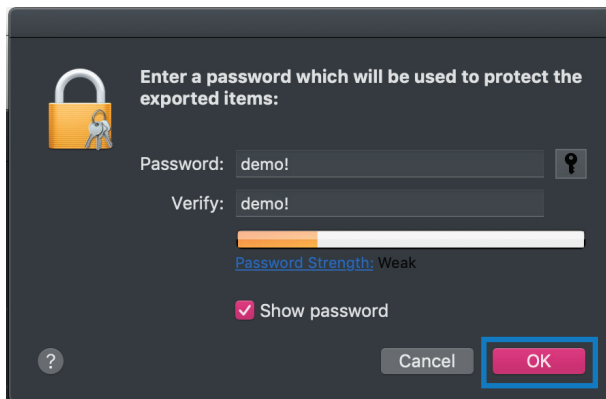 Enter a password which will be used to protect the
exported items:
Password: demo!
Verify: demo!
Password Strength: Weak
Show password
? Cancel OK